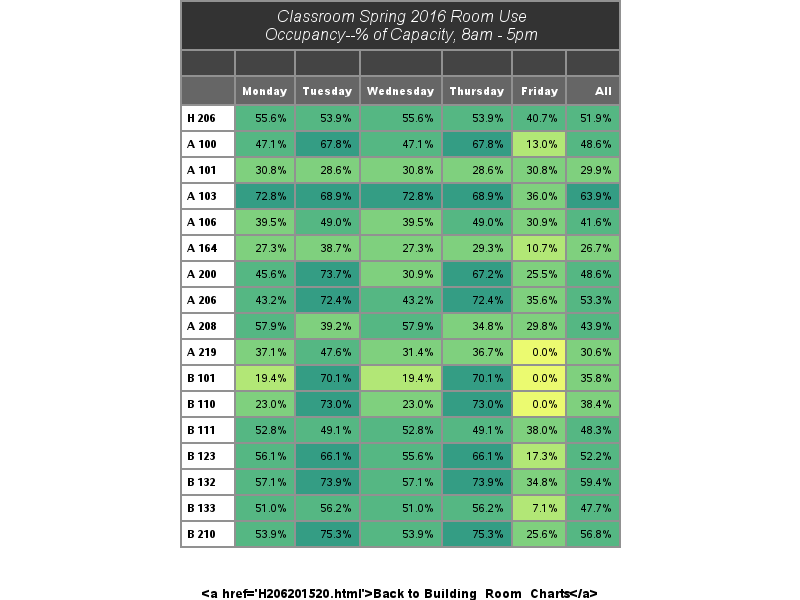 Classroom Spring 2016 Room Use
Occupancy--% of Capacity, 8am - 5pm
Monday Tuesday Wednesday Thursday Friday All
H 206 55.6% 53.9% 55.6% 53.9% 40.7% 51.9%
A 100 47.1% 67.8% 47.1% 67.8% 13.0% 48.6%
A 101 30.8% 28.6% 30.8% 28.6% 30.8% 29.9%
A 103 72.8% 68.9% 72.8% 68.9% 36.0% 63.9%
A 106 39.5% 49.0% 39.5% 49.0% 30.9% 41.6%
A 164 27.3% 38.7% 27.3% 29.3% 10.7% 26.7%
A 200 45.6% 73.7% 30.9% 67.2% 25.5% 48.6%
A 206 43.2% 72.4% 43.2% 72.4% 35.6% 53.3%
A 208 57.9% 39.2% 57.9% 34.8% 29.8% 43.9%
A 219 37.1% 47.6% 31.4% 36.7% 0.0% 30.6%
B 101 19.4% 70.1% 19.4% 70.1% 0.0% 35.8%
B 110 23.0% 73.0% 23.0% 73.0% 0.0% 38.4%
B 111 52.8% 49.1% 52.8% 49.1% 38.0% 48.3%
B 123 56.1% 66.1% 55.6% 66.1% 17.3% 52.2%
B 132 57.1% 73.9% 57.1% 73.9% 34.8% 59.4%
B 133 51.0% 56.2% 51.0% 56.2% 7.1% 47.7%
B 210 53.9% 75.3% 53.9% 75.3% 25.6% 56.8%
<a href='H206201520.html'>Back to Building_Room_Charts</a>